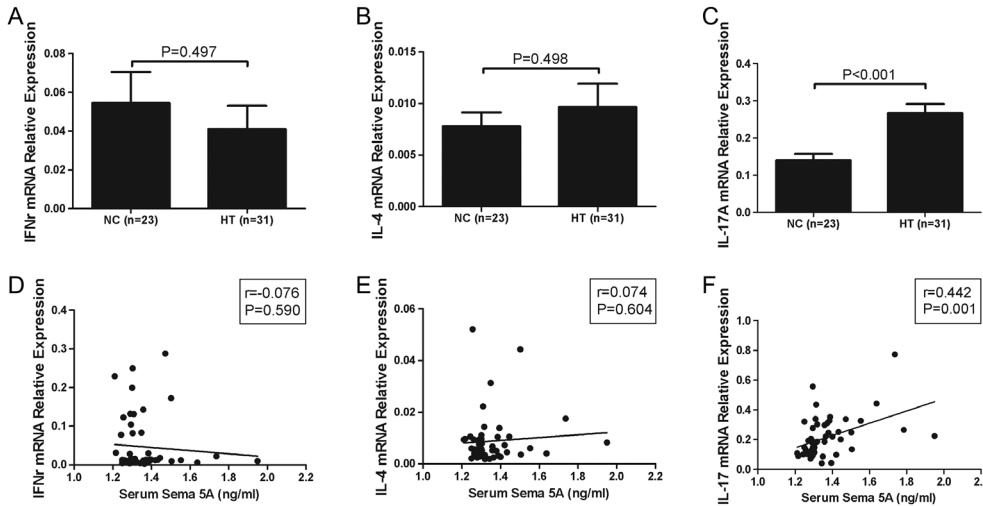 A
IFNr mRNA Relative Expression
0.08
0.06
0.04
0.02
0.00
P=0.497
NC (n=23) HT (n=31)
B
IL-4 mRNA Relative Expression
0.015
0.010
0.005
0.000
P=0.498
NC (n=23) HT (n=31)
C
IL-17A mRNA Relative Expression
0.4
0.3
0.2
0.1
0.0
P<0.001
NC (n=23) HT (n=31)
D
IFNr mRNA Relative Expression
r=-0.076
P=0.590
0.4
0.3
0.2
0.1
0.0
1.0 1.2 1.4 1.6 1.8 2.0 2.2
Serum Sema 5A (ng/ml)
E
IL-4 mRNA Relative Expression
r=0.074
P=0.604
0.06
0.04
0.02
0.00
1.0 1.2 1.4 1.6 1.8 2.0 2.2
Serum Sema 5A (ng/ml)
F
IL-17 mRNA Relative Expression
r=0.442
P=0.001
1.0
0.8
0.6
0.4
0.2
0.0
1.0 1.2 1.4 1.6 1.8 2.0 2.2
Serum Sema 5A (ng/ml)